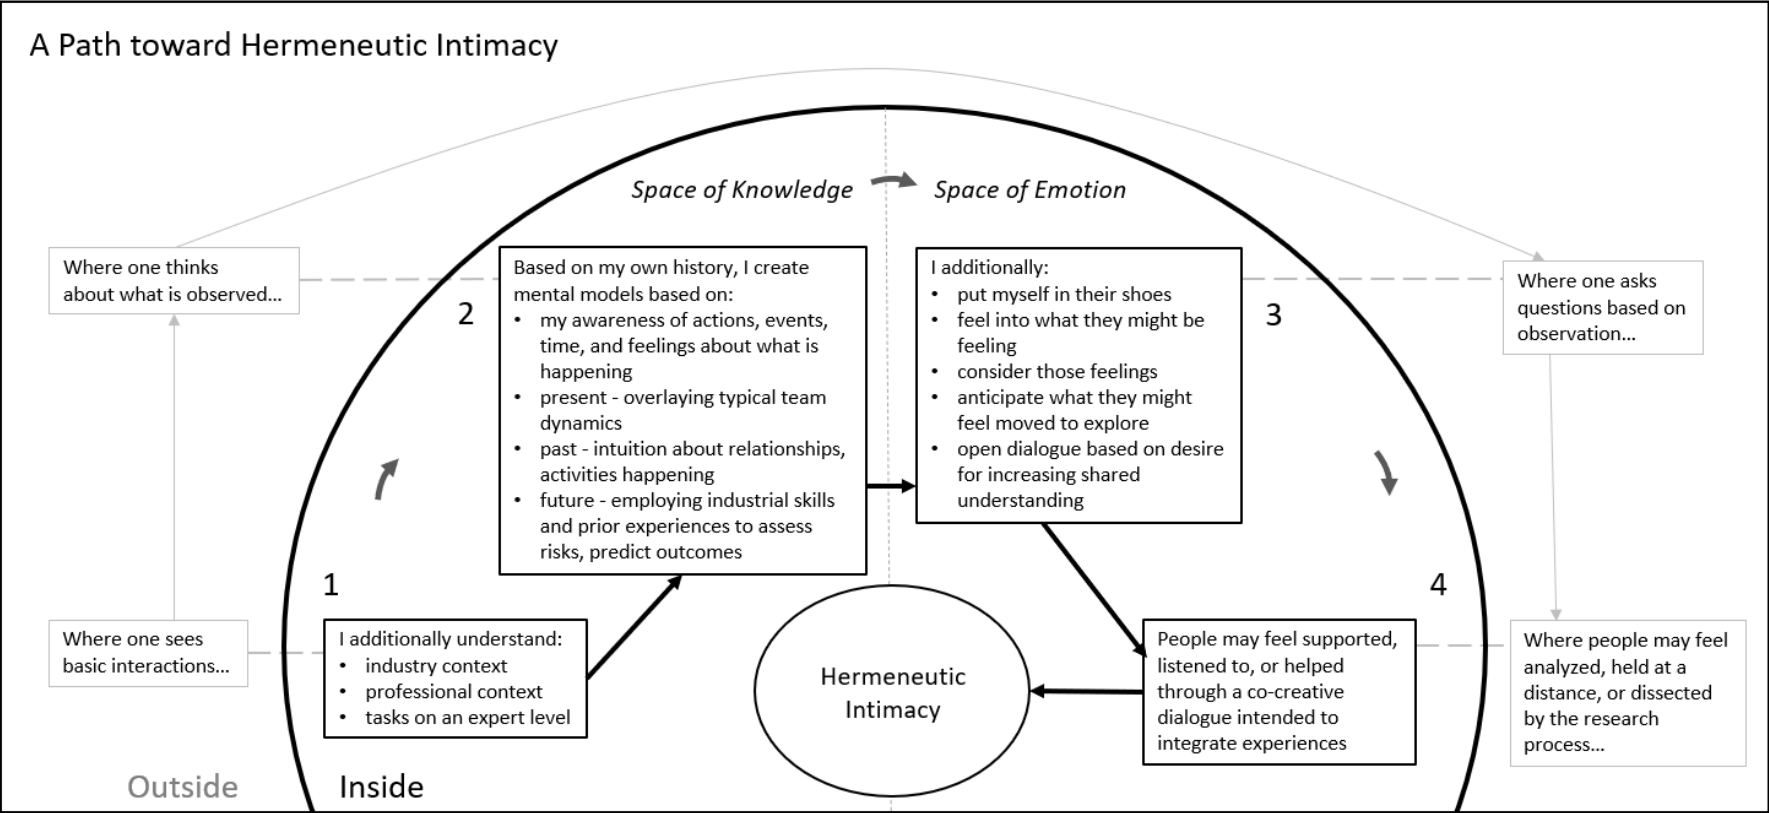 A Path toward Hermeneutic Intimacy
Space of Knowledge
Space of Emotion
Where one thinks
about what is observed...
2
Based on my own history, I create
mental models based on:
• my awareness of actions, events,
time, and feelings about what is
happening
• present - overlaying typical team
dynamics
• past - intuition about relationships,
activities happening
• future - employing industrial skills
and prior experiences to assess
risks, predict outcomes
I additionally:
• put myself in their shoes
• feel into what they might be
feeling
• consider those feelings
• anticipate what they might
feel moved to explore
• open dialogue based on desire
for increasing shared
understanding
3
Where one asks
questions based on
observation...
1
Where one sees
basic interactions...
I additionally understand:
• industry context
• professional context
• tasks on an expert level
Hermeneutic
Intimacy
4
People may feel supported,
listened to, or helped
through a co-creative
dialogue intended to
integrate experiences
Where people may feel
analyzed, held at a
distance, or dissected
by the research
process...
Outside
Inside